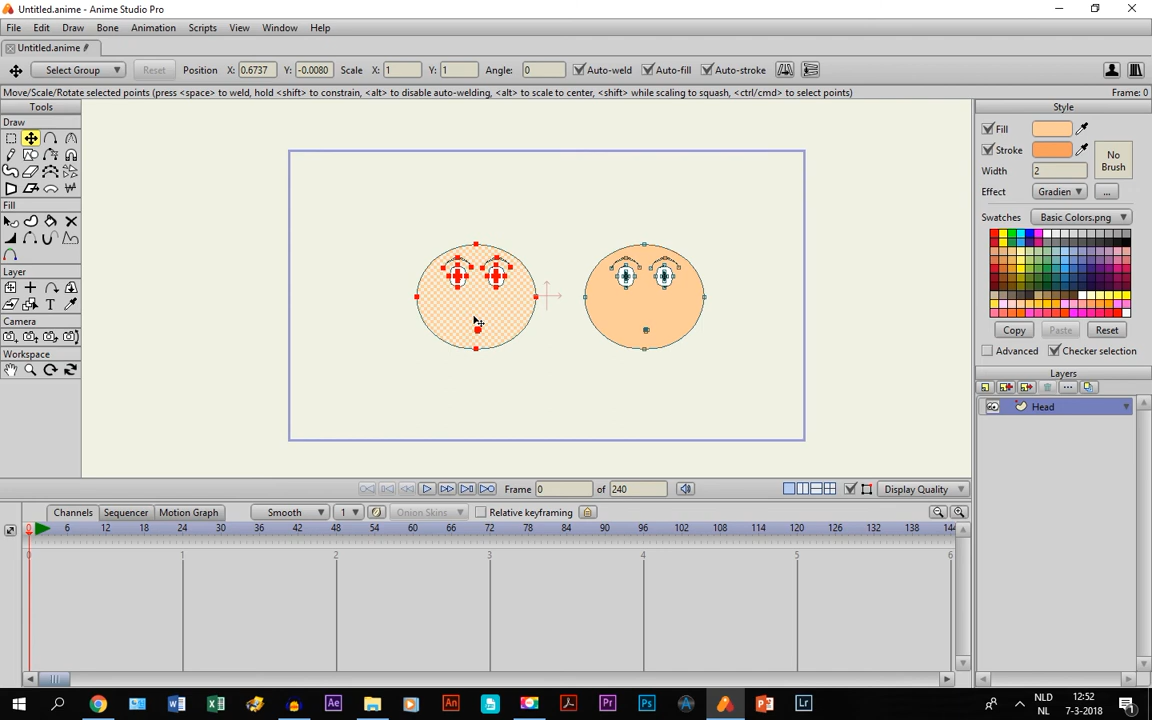 Untitled.anime - Anime Studio Pro
File Edit Draw Bone Animation Scripts View Window Help
Untitled.anime
Select Group Reset Position X: 0.6737 Y: -0.0080 Scale X: 1 Y: 1 Angle: 0 Auto-weld Auto-fill Auto-stroke
Move/Scale/Rotate selected points (press <space> to weld, hold <shift> to constrain, <alt> to disable auto-welding, <alt> to scale to center, <shift> while scaling to squash, <ctrl/cmd> to select points) Frame: 0
Tools
Draw
Fill
Layer
Camera
Workspace
Style
Fill
Stroke
No Brush
Width 2
Effect Gradien ...
Swatches Basic Colors.png
Copy Paste Reset
Advanced Checker selection
Layers
Head
Frame 0 of 240 Display Quality
Channels Sequencer Motion Graph Smooth 1 Onion Skins Relative keyframing
0 6 12 18 24 30 36 42 48 54 60 66 72 78 84 90 96 102 108 114 120 126 132 138 144
0 1 2 3 4 5 6
NLD
NL
12:52
7-3-2018